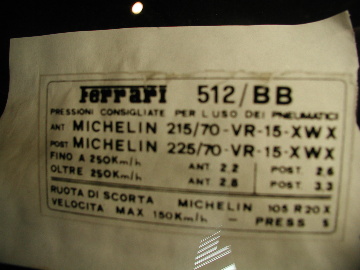 Ferrari 512/BB
PRESSIONI CONSIGLIATE PER L'USO DEI PNEUMATICI
ANT MICHELIN 215/70-VR-15-XWX
POST MICHELIN 225/70-VR-15-XWX
FINO A 250Km/h ANT 2.2 POST 2.6
OLTRE 250Km/h ANT 2.8 POST 3.3
RUOTA DI SCORTA MICHELIN 105 R20X
VELOCITA MAX 150Km/h - PRESS 5